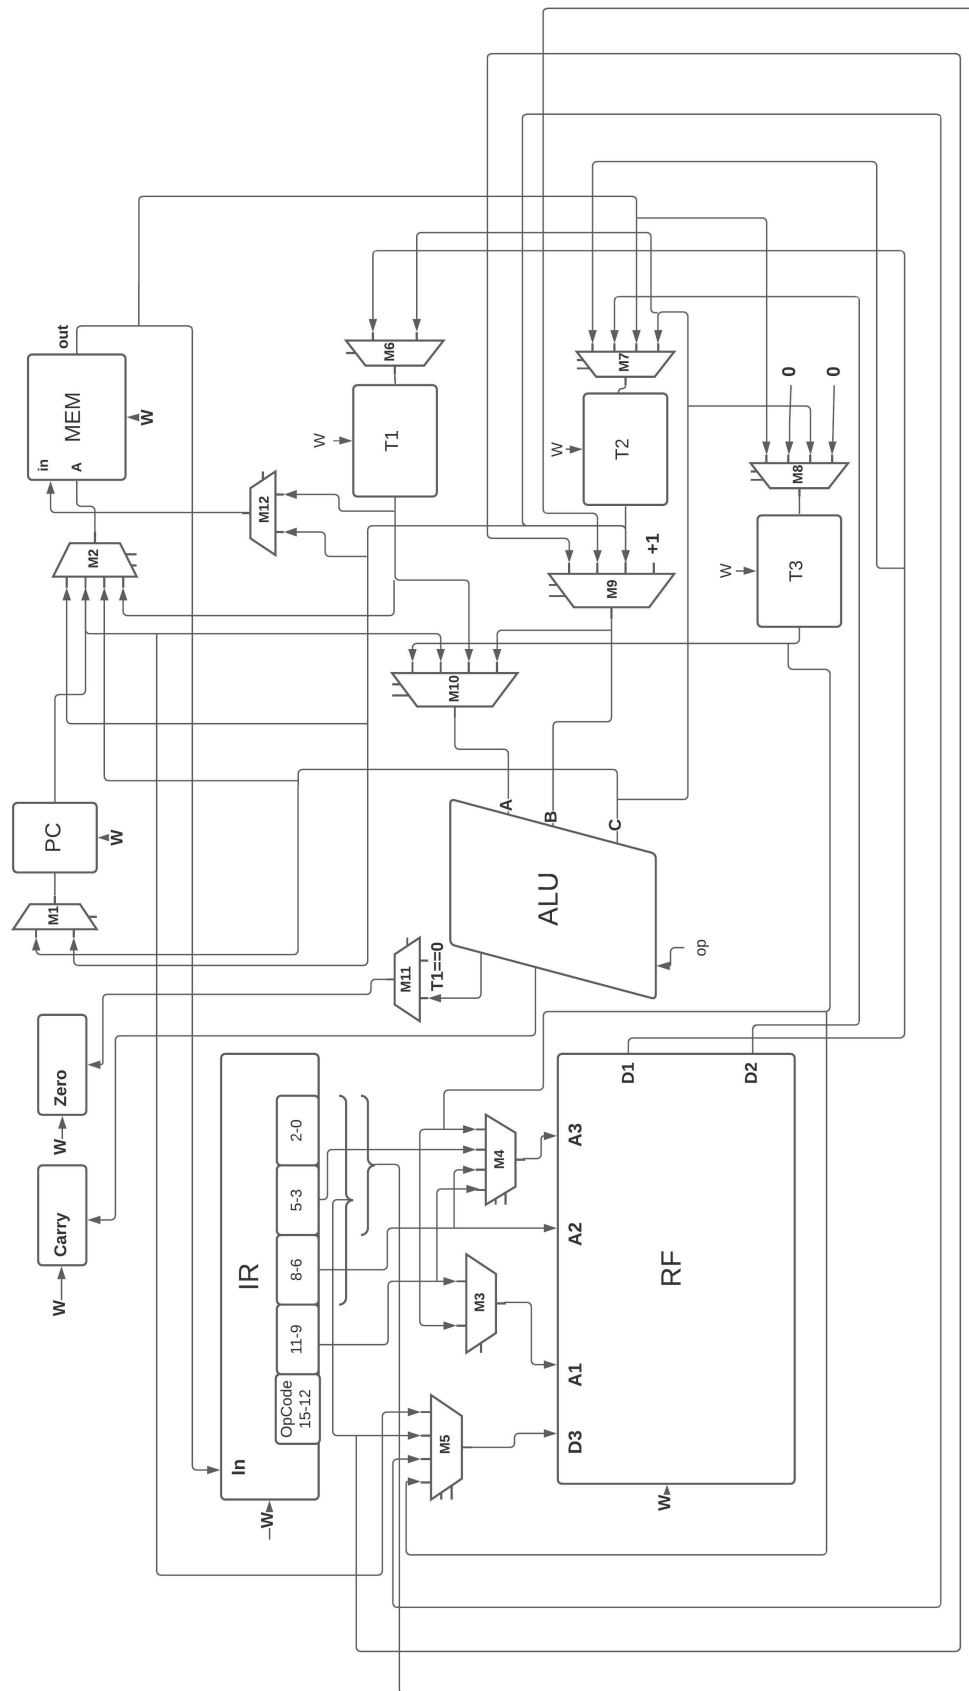 out
MEM
in
A
W
M2
M12
M6
T1
W
M7
T2
W
0
0
M8
T3
W
M9
+1
M10
PC
W
M1
A
B
C
ALU
op
M11
T1==0
Zero
W
Carry
W
IR
2-0
5-3
8-6
11-9
OpCode
15-12
In
W
M4
M3
M5
D1
D2
A3
A2
A1
D3
RF
W